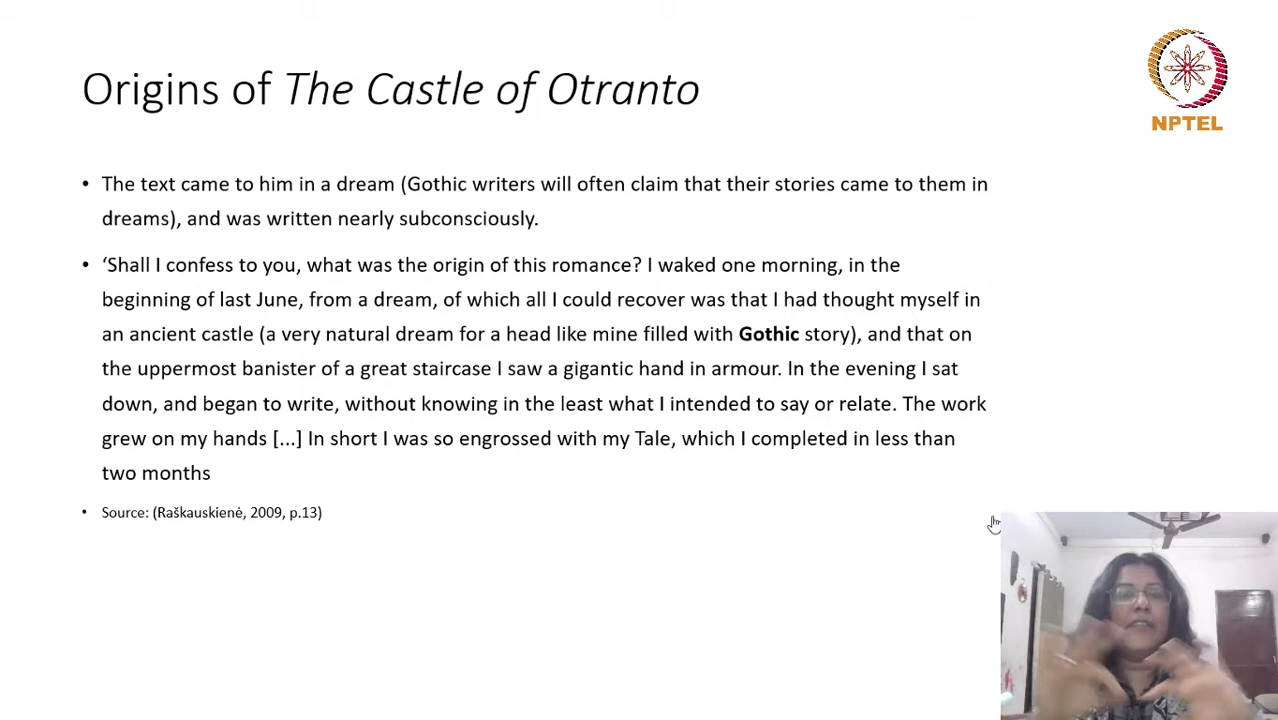 Origins of The Castle of Otranto
NPTEL
• The text came to him in a dream (Gothic writers will often claim that their stories came to them in
dreams), and was written nearly subconsciously.
• ‘Shall I confess to you, what was the origin of this romance? I waked one morning, in the
beginning of last June, from a dream, of which all I could recover was that I had thought myself in
an ancient castle (a very natural dream for a head like mine filled with Gothic story), and that on
the uppermost banister of a great staircase I saw a gigantic hand in armour. In the evening I sat
down, and began to write, without knowing in the least what I intended to say or relate. The work
grew on my hands [...] In short I was so engrossed with my Tale, which I completed in less than
two months
• Source: (Raškauskienė, 2009, p.13)